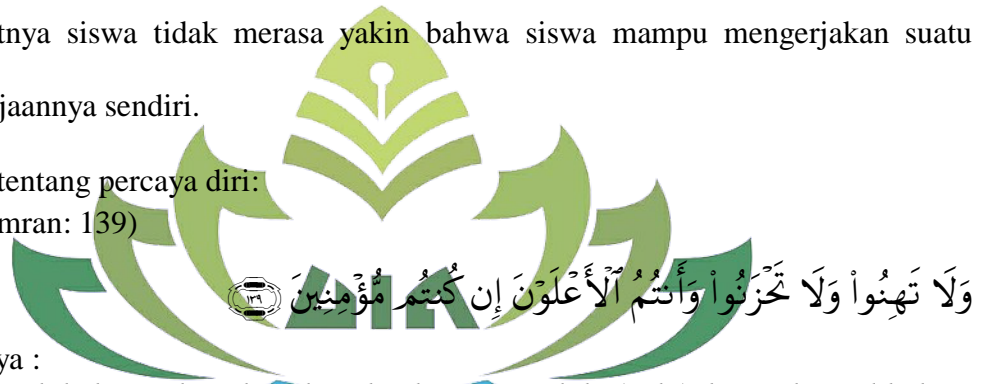 tnya siswa tidak merasa yakin bahwa siswa mampu mengerjakan suatu
jaannya sendiri.
tentang percaya diri:
mran: 139)
وَلَا تَهِنُوا۟ وَلَا تَحْزَنُوا۟ وَأَنتُمُ ٱلْأَعْلَوْنَ إِن كُنتُم مُّؤْمِنِينَ ۝١٣٩
ya :